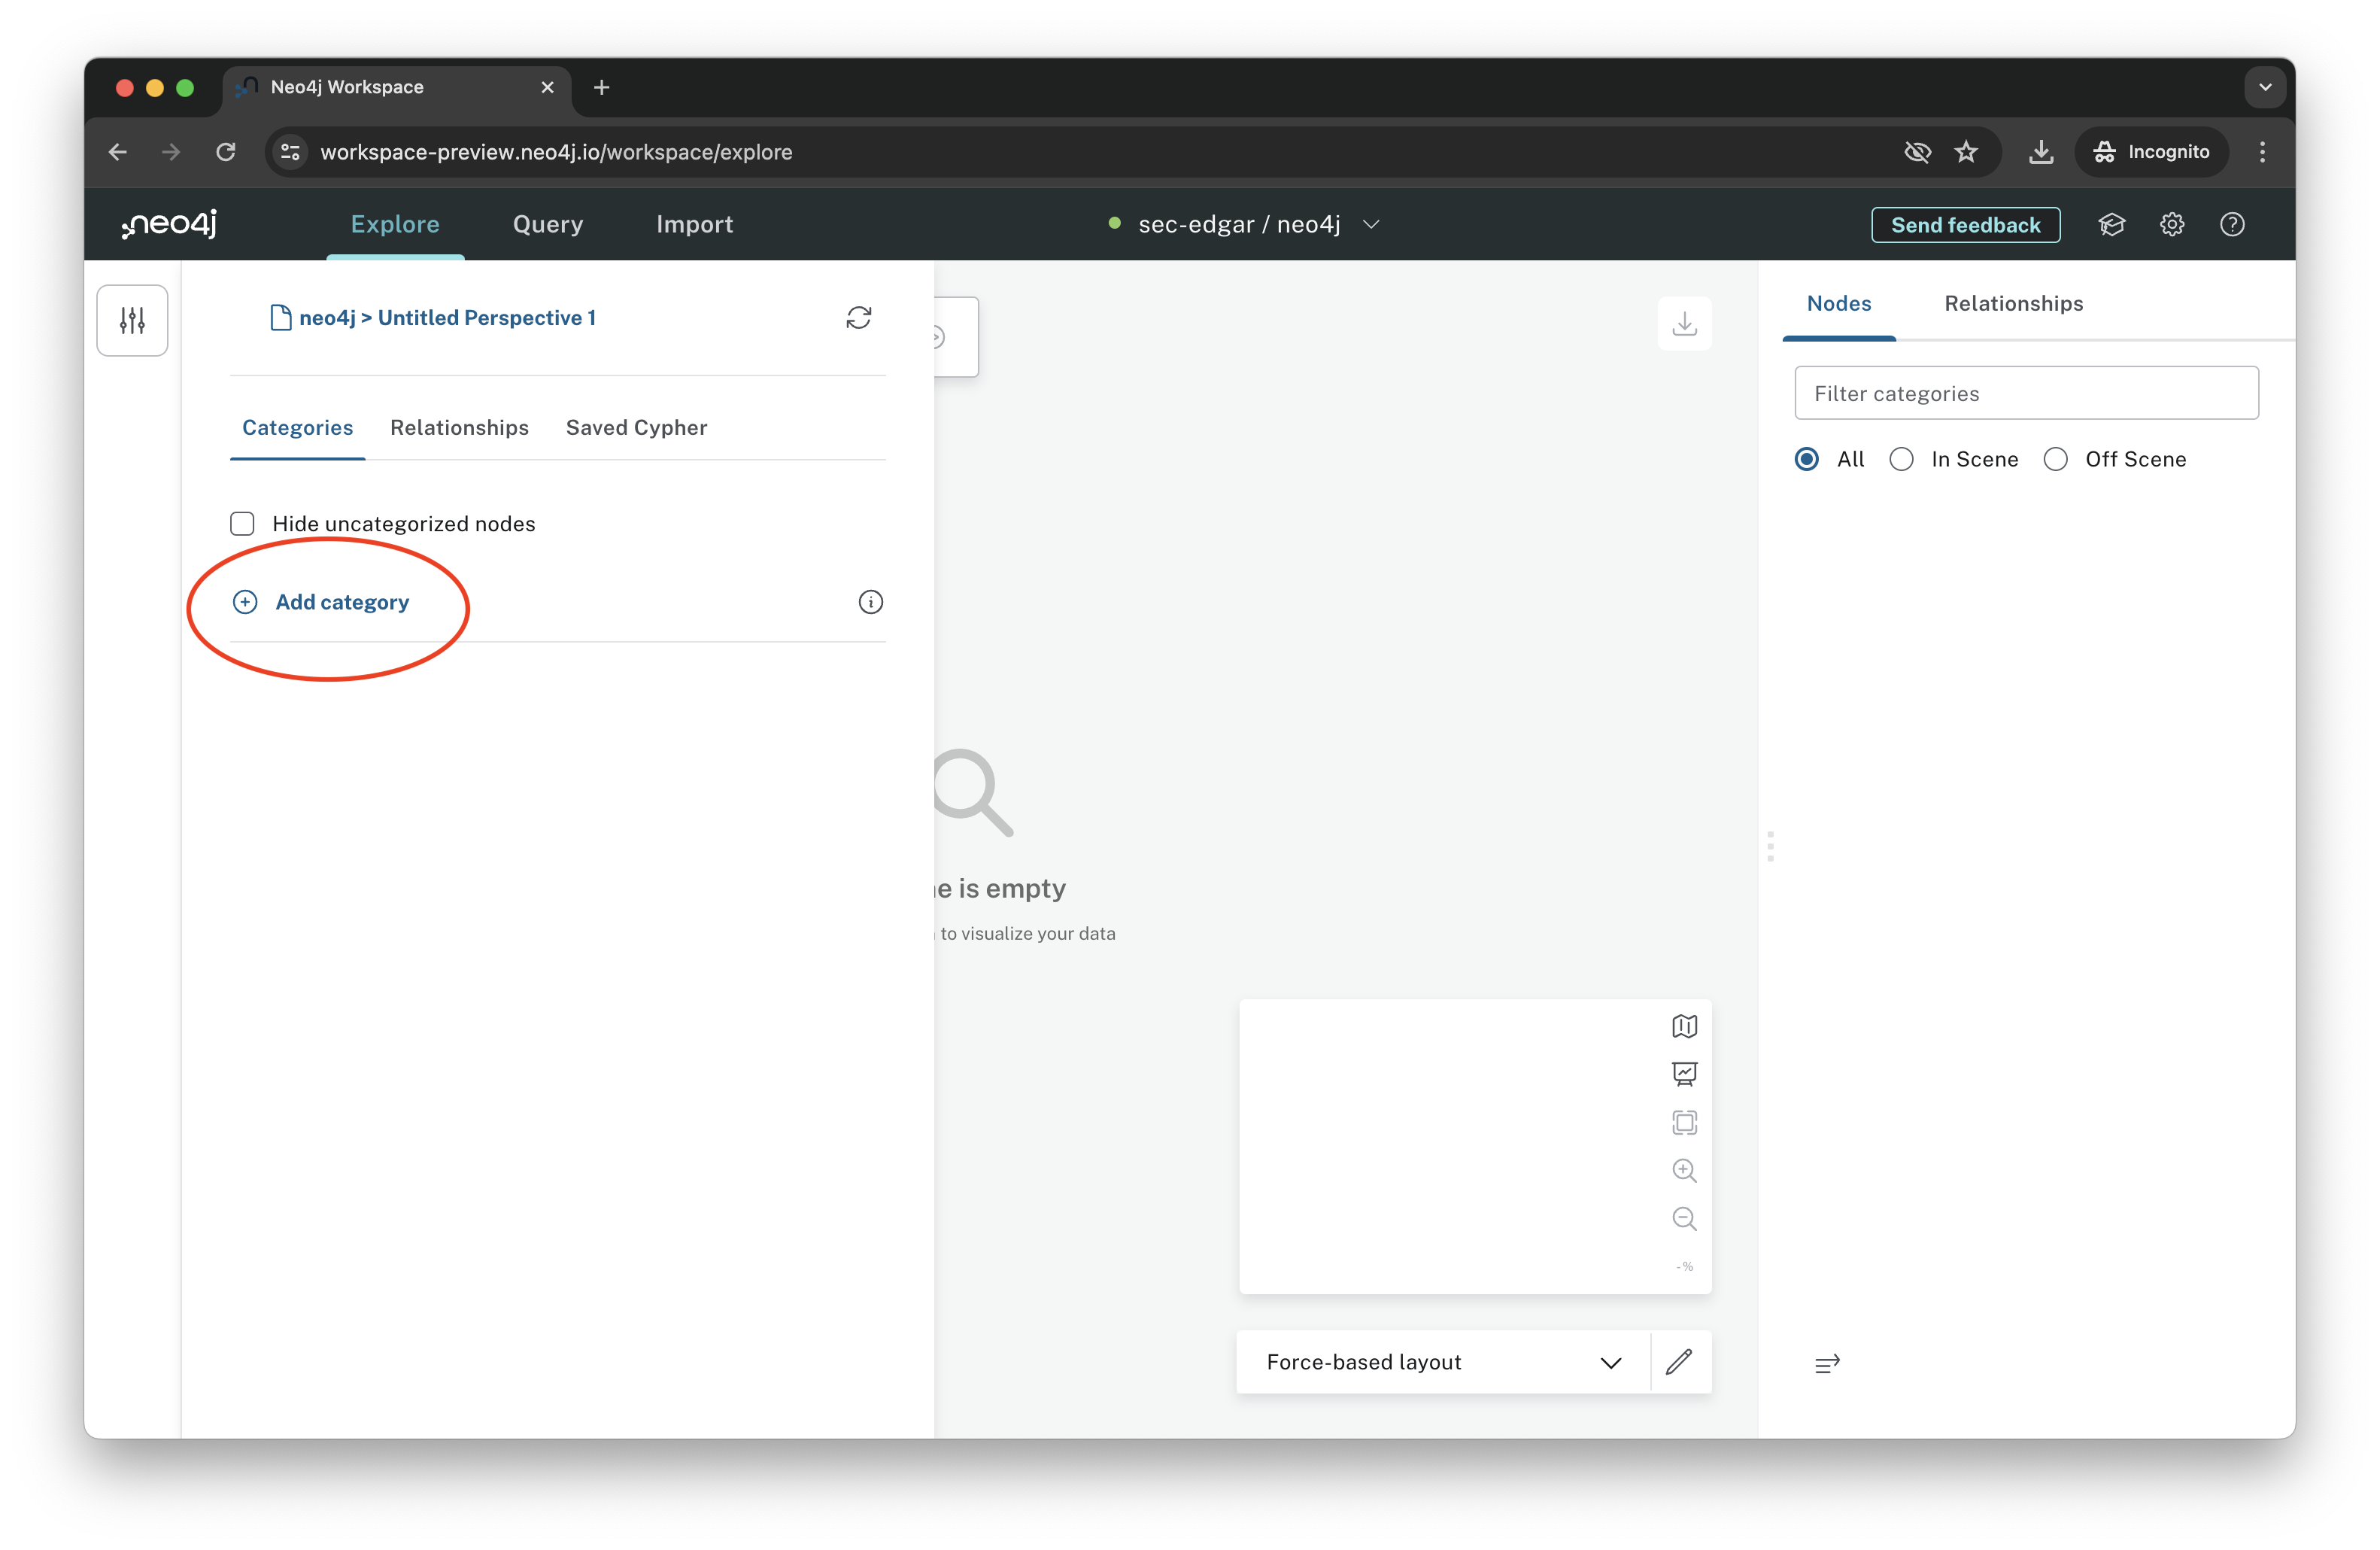 Neo4j Workspace
workspace-preview.neo4j.io/workspace/explore
Incognito
neo4j
Explore
Query
Import
sec-edgar / neo4j
Send feedback
neo4j > Untitled Perspective 1
Categories
Relationships
Saved Cypher
Hide uncategorized nodes
Add category
is empty
to visualize your data
-%
Force-based layout
Nodes
Relationships
Filter categories
All
In Scene
Off Scene